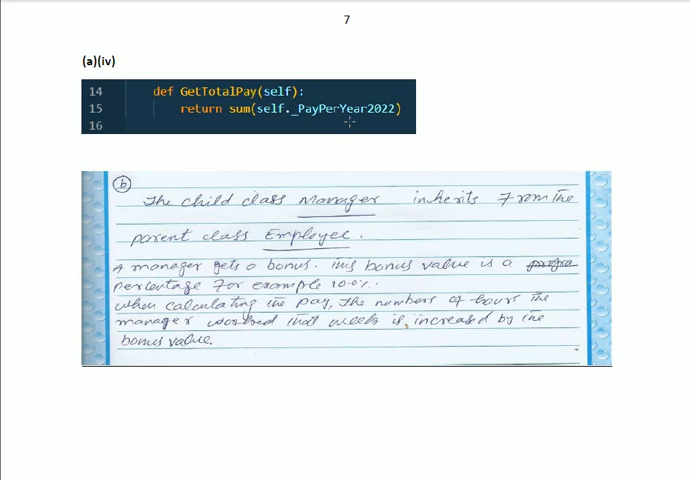 7
(a)(iv)
14 def GetTotalPay(self):
15 return sum(self._PayPerYear2022)
16
(b)
The child class Manager inherits From the
parent class Employee.
A manager gets a bonus. This bonus value is a
percentage For example 10.0%.
when calculating the pay, the numbers of hours the
manager worked that week is increased by the
bonus value.